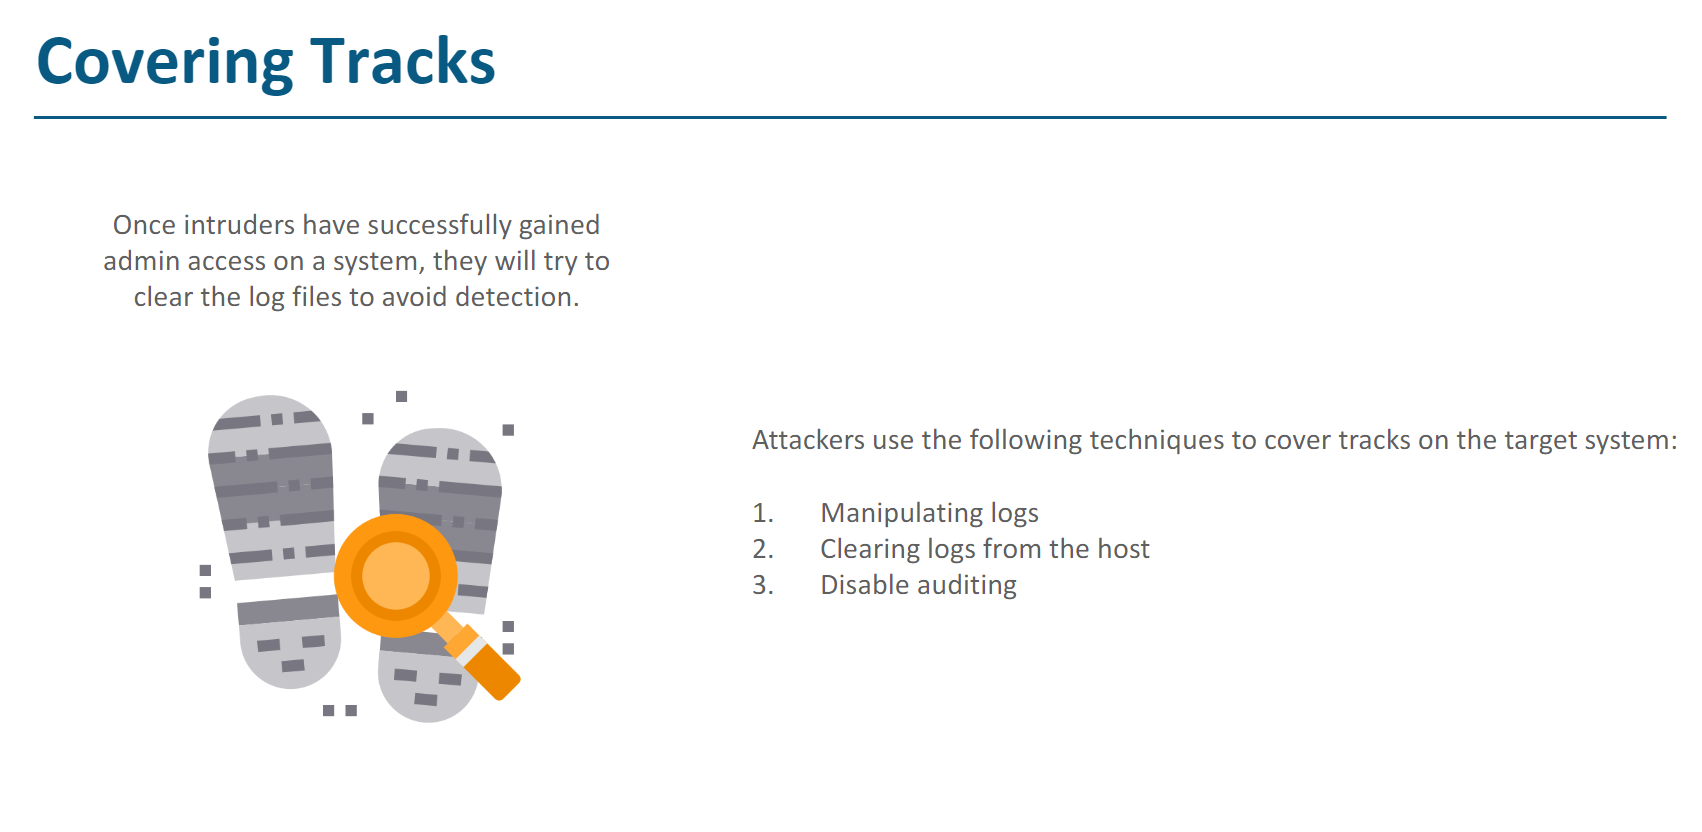 Covering Tracks
Once intruders have successfully gained
admin access on a system, they will try to
clear the log files to avoid detection.
Attackers use the following techniques to cover tracks on the target system:
1. Manipulating logs
2. Clearing logs from the host
3. Disable auditing